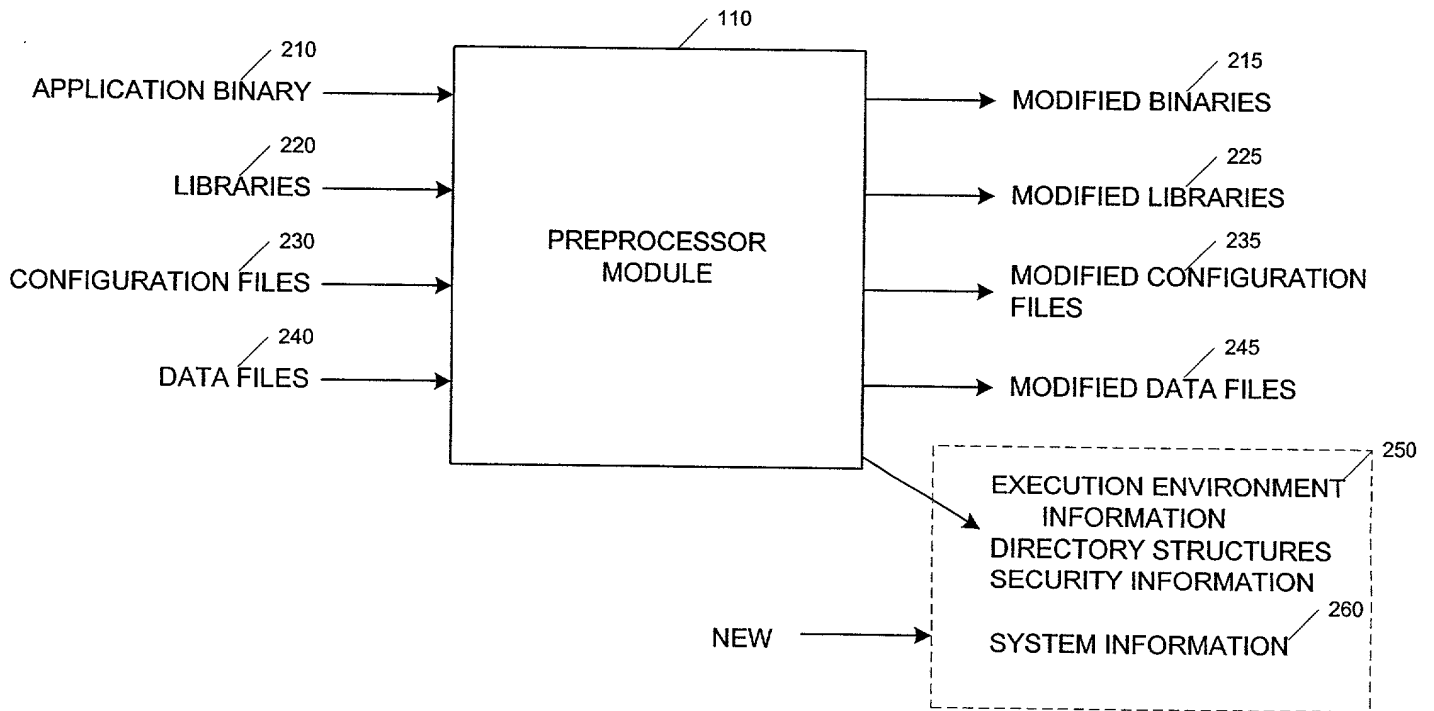 110
210
APPLICATION BINARY
220
LIBRARIES
230
CONFIGURATION FILES
240
DATA FILES
PREPROCESSOR
MODULE
215
MODIFIED BINARIES
225
MODIFIED LIBRARIES
235
MODIFIED CONFIGURATION
FILES
245
MODIFIED DATA FILES
250
EXECUTION ENVIRONMENT
INFORMATION
DIRECTORY STRUCTURES
SECURITY INFORMATION
260
NEW
SYSTEM INFORMATION